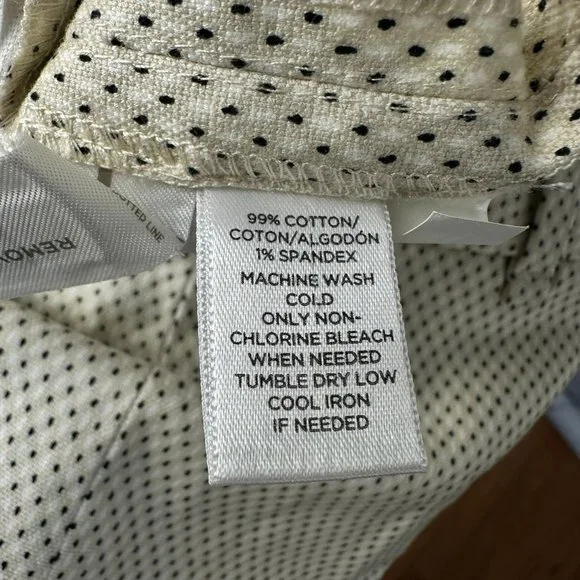 99% COTTON/
COTON/ALGODÓN
1% SPANDEX
MACHINE WASH
COLD
ONLY NON-
CHLORINE BLEACH
WHEN NEEDED
TUMBLE DRY LOW
COOL IRON
IF NEEDED
LINE